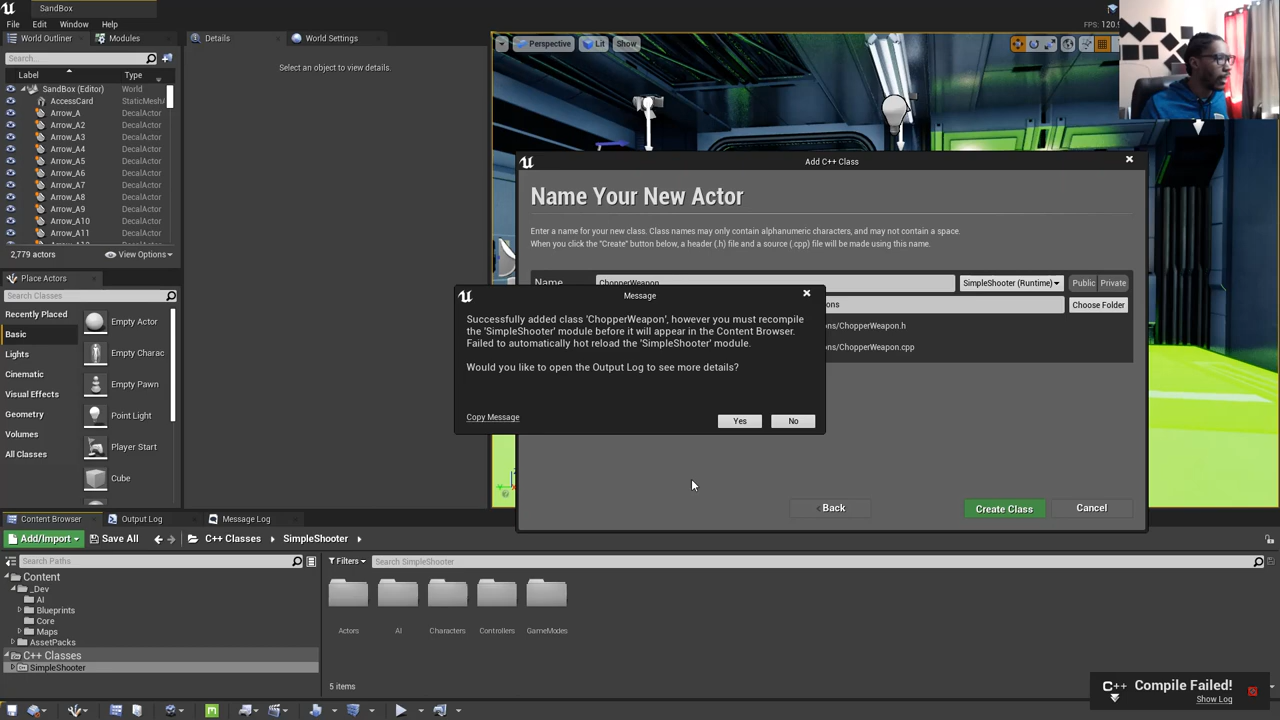 SandBox
File Edit Window Help
FPS: 120.
World Outliner Modules
Search...
Label Type
SandBox (Editor) World
AccessCard StaticMesh
Arrow_A DecalActor
Arrow_A2 DecalActor
Arrow_A3 DecalActor
Arrow_A4 DecalActor
Arrow_A5 DecalActor
Arrow_A6 DecalActor
Arrow_A7 DecalActor
Arrow_A8 DecalActor
Arrow_A9 DecalActor
Arrow_A10 DecalActor
Arrow_A11 DecalActor
2,779 actors View Options
Place Actors
Search Classes
Recently Placed
Basic
Lights
Cinematic
Visual Effects
Geometry
Volumes
All Classes
Empty Actor
Empty Charac
Empty Pawn
Point Light
Player Start
Cube
Details World Settings
Select an object to view details.
Perspective Lit Show
Add C++ Class
Name Your New Actor
Enter a name for your new class. Class names may only contain alphanumeric characters, and may not contain a space.
When you click the "Create" button below, a header (.h) file and a source (.cpp) file will be made using this name.
Name ChopperWeapon SimpleShooter (Runtime) Public Private
ons Choose Folder
ons/ChopperWeapon.h
ons/ChopperWeapon.cpp
Message
Successfully added class 'ChopperWeapon', however you must recompile
the 'SimpleShooter' module before it will appear in the Content Browser.
Failed to automatically hot reload the 'SimpleShooter' module.
Would you like to open the Output Log to see more details?
Copy Message Yes No
Back Create Class Cancel
Content Browser Output Log Message Log
Add/Import Save All C++ Classes SimpleShooter
Search Paths
Content
_Dev
AI
Blueprints
Core
Maps
AssetPacks
C++ Classes
SimpleShooter
Filters Search SimpleShooter
Actors AI Characters Controllers GameModes
5 items
C++ Compile Failed!
Show Log